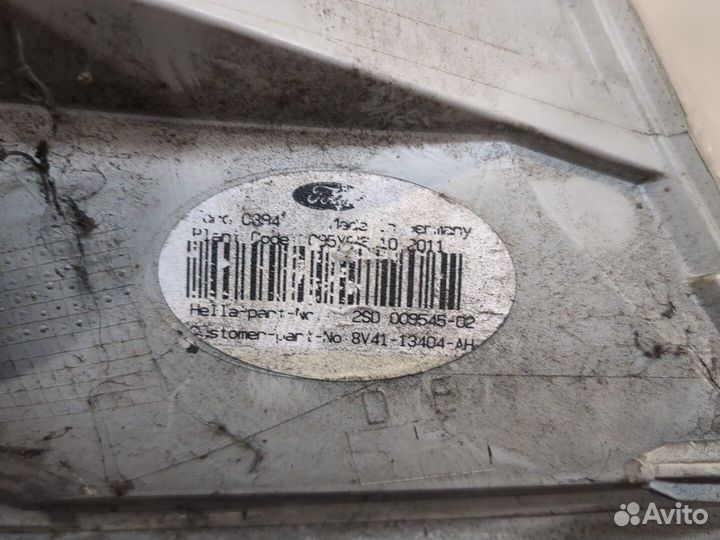 Ford
C394 Made in Germany
Plant Code 10.2011
Hella-part-Nr. 2SD 009545-02
Customer-part-No 8V41-13404-AH
D E
Avito